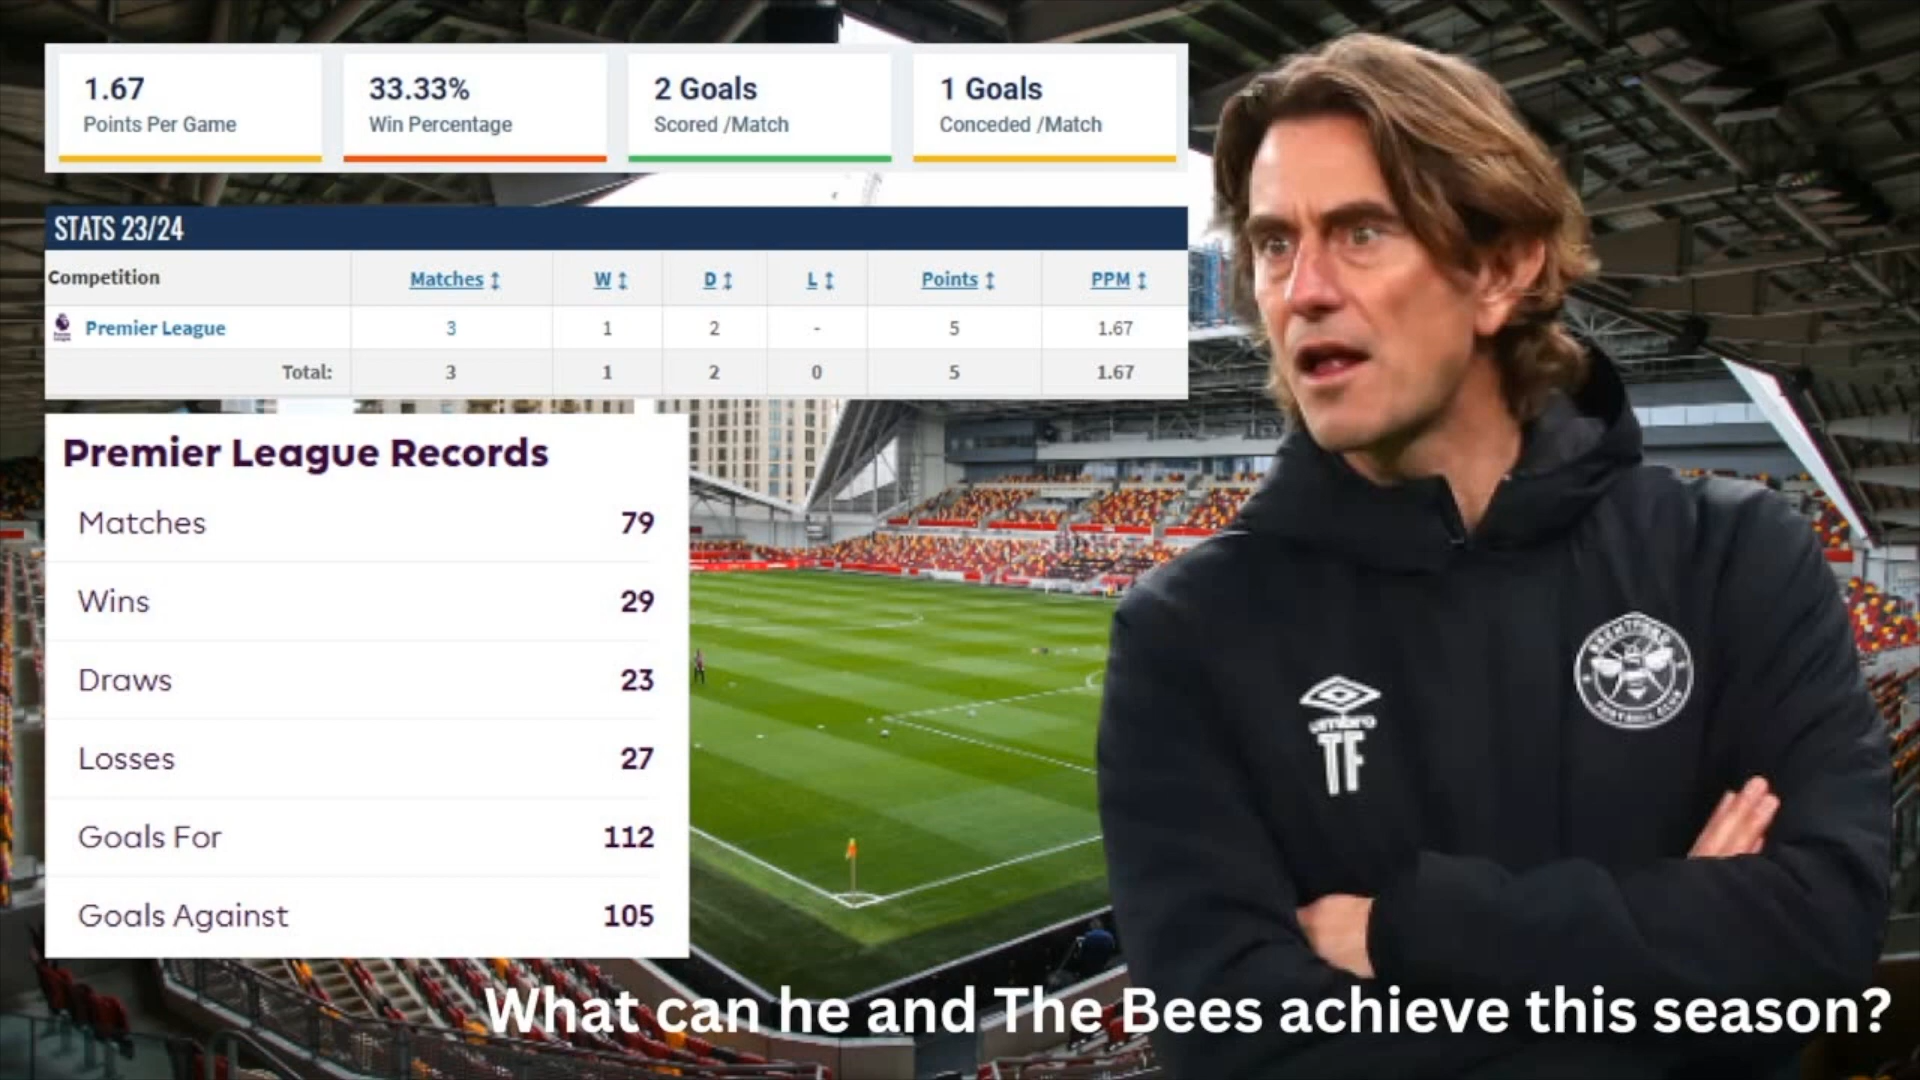 1.67 33.33% 2 Goals 1 Goals
Points Per Game Win Percentage Scored /Match Conceded /Match
STATS 23/24
Competition Matches ↕ W ↕ D ↕ L ↕ Points ↕ PPM ↕
Premier League 3 1 2 - 5 1.67
Total: 3 1 2 0 5 1.67
Premier League Records
Matches 79
Wins 29
Draws 23
Losses 27
Goals For 112
Goals Against 105
BRENTFORD
FOOTBALL CLUB
umbro
TF
What can he and The Bees achieve this season?